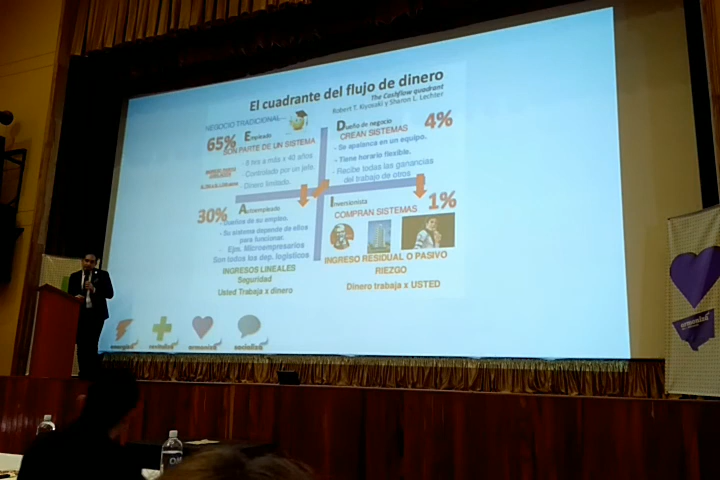 El cuadrante del flujo de dinero
The Cashflow quadrant
Robert T. Kiyosaki y Sharon L. Lechter
NEGOCIO TRADICIONAL
65%
Empleado
SON PARTE DE UN SISTEMA
- 8 hrs a más x 40 años
- Controlado por un jefe.
- Dinero limitado.
Dueño de negocio
4%
CREAN SISTEMAS
- Se apalanca en un equipo.
- Tiene horario flexible.
- Recibe todas las ganancias
del trabajo de otros
30%
Autoempleado
- Dueños de su empleo.
- Su sistema depende de ellos
para funcionar.
- Ejm. Microempresarios
Son todos los dep. logísticos
INGRESOS LINEALES
Seguridad
Usted Trabaja x dinero
Inversionista
1%
COMPRAN SISTEMAS
INGRESO RESIDUAL O PASIVO
RIEZGO
Dinero trabaja x USTED
armoniza
socializa
armoniza